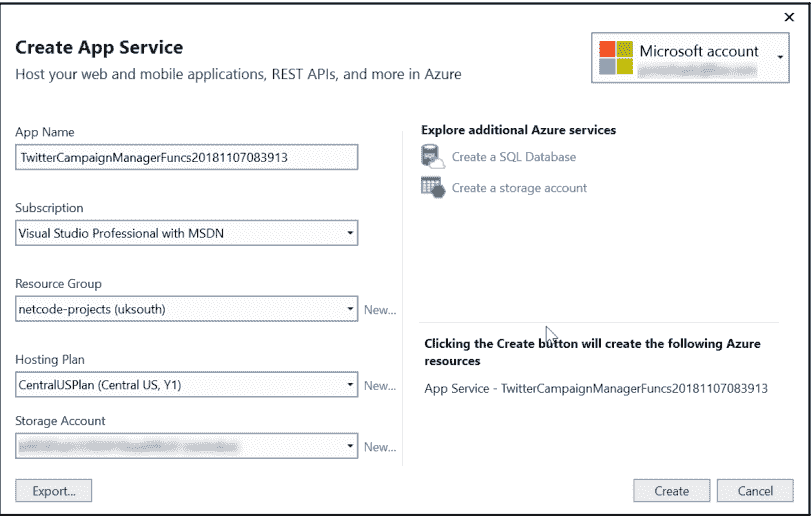 Create App Service
Host your web and mobile applications, REST APIs, and more in Azure
Microsoft account
App Name
TwitterCampaignManagerFuncs20181107083913
Subscription
Visual Studio Professional with MSDN
Resource Group
netcode-projects (uksouth)
New...
Hosting Plan
CentralUSPlan (Central US, Y1)
New...
Storage Account
New...
Export...
Explore additional Azure services
Create a SQL Database
Create a storage account
Clicking the Create button will create the following Azure
resources
App Service - TwitterCampaignManagerFuncs20181107083913
Create
Cancel